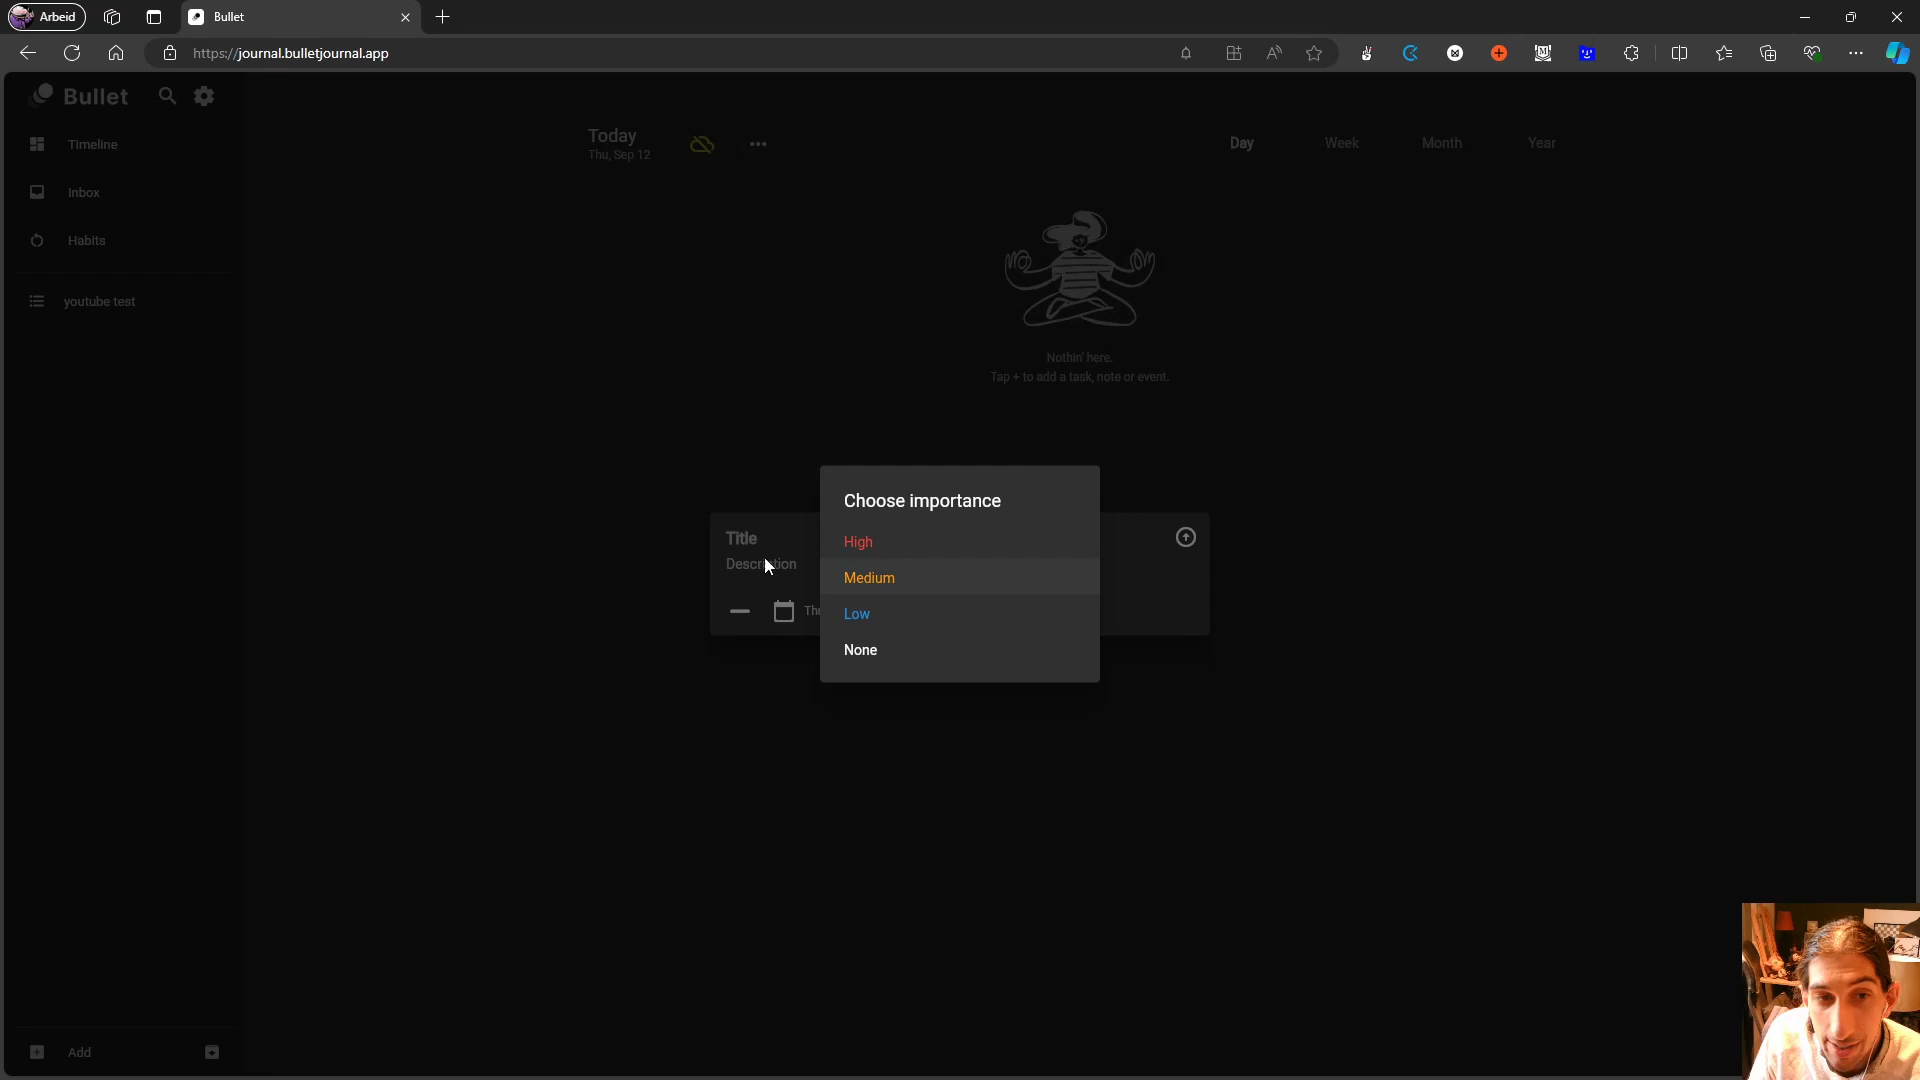 Arbeid
Bullet
https://journal.bulletjournal.app
Bullet
Timeline
Inbox
Habits
youtube test
Today
Thu, Sep 12
Day
Week
Month
Year
Nothin' here.
Tap + to add a task, note or event.
Title
Description
Thu
Choose importance
High
Medium
Low
None
Add